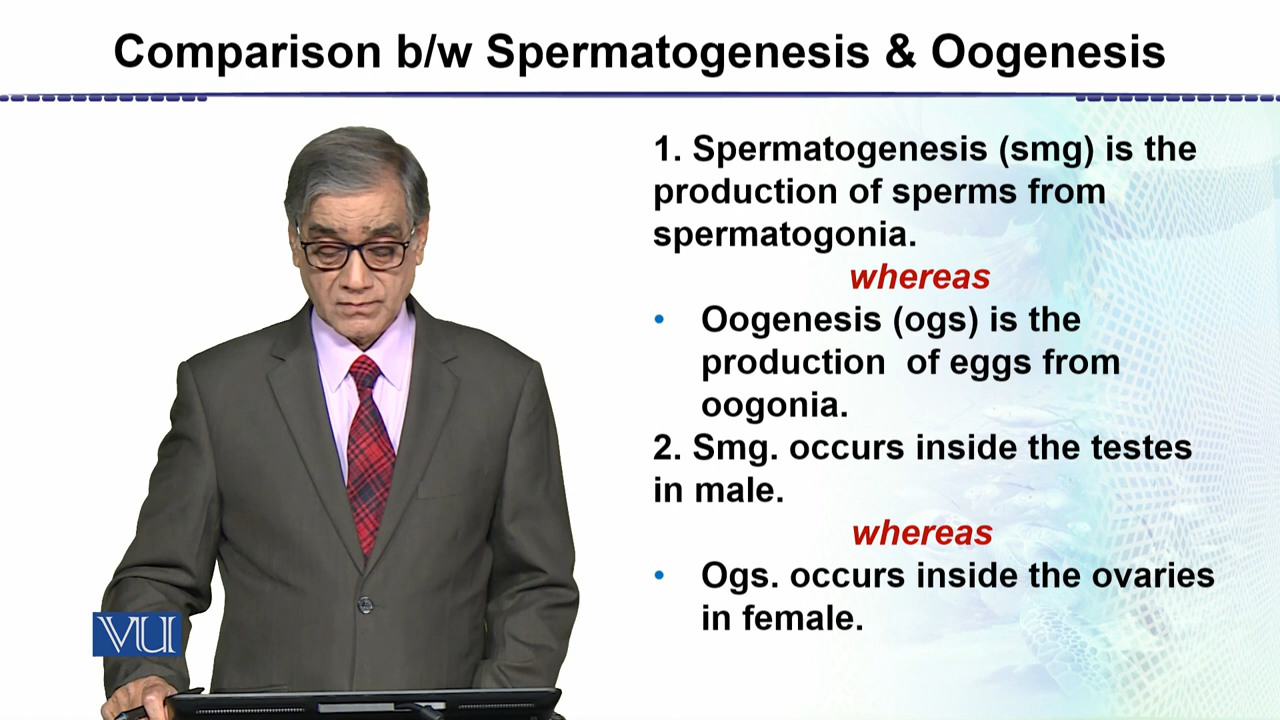 Comparison b/w Spermatogenesis & Oogenesis
1. Spermatogenesis (smg) is the
production of sperms from
spermatogonia.
whereas
• Oogenesis (ogs) is the
production of eggs from
oogonia.
2. Smg. occurs inside the testes
in male.
whereas
• Ogs. occurs inside the ovaries
in female.
VU